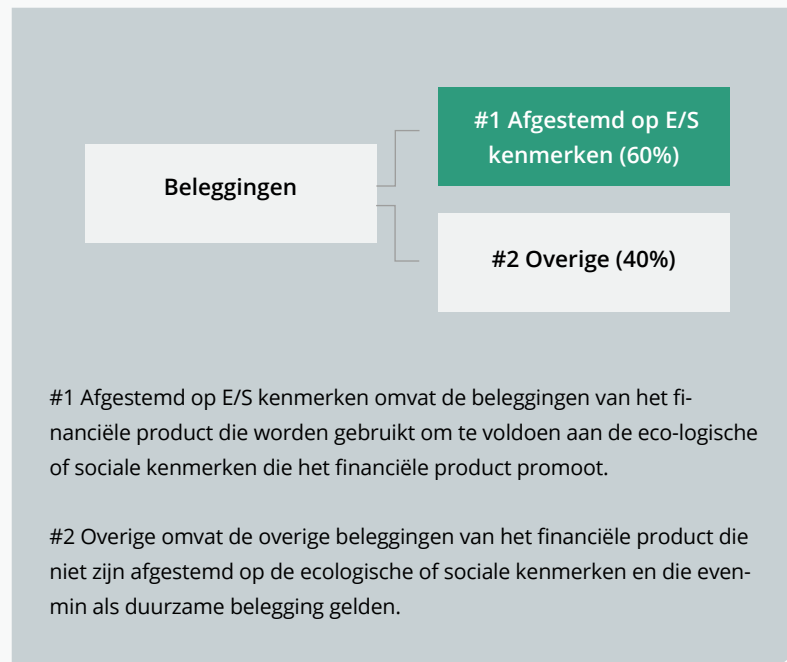 #1 Afgestemd op E/S
kenmerken (60%)
Beleggingen
#2 Overige (40%)
#1 Afgestemd op E/S kenmerken omvat de beleggingen van het fi-
nanciële product die worden gebruikt om te voldoen aan de eco-logische
of sociale kenmerken die het financiële product promoot.
#2 Overige omvat de overige beleggingen van het financiële product die
niet zijn afgestemd op de ecologische of sociale kenmerken en die even-
min als duurzame belegging gelden.